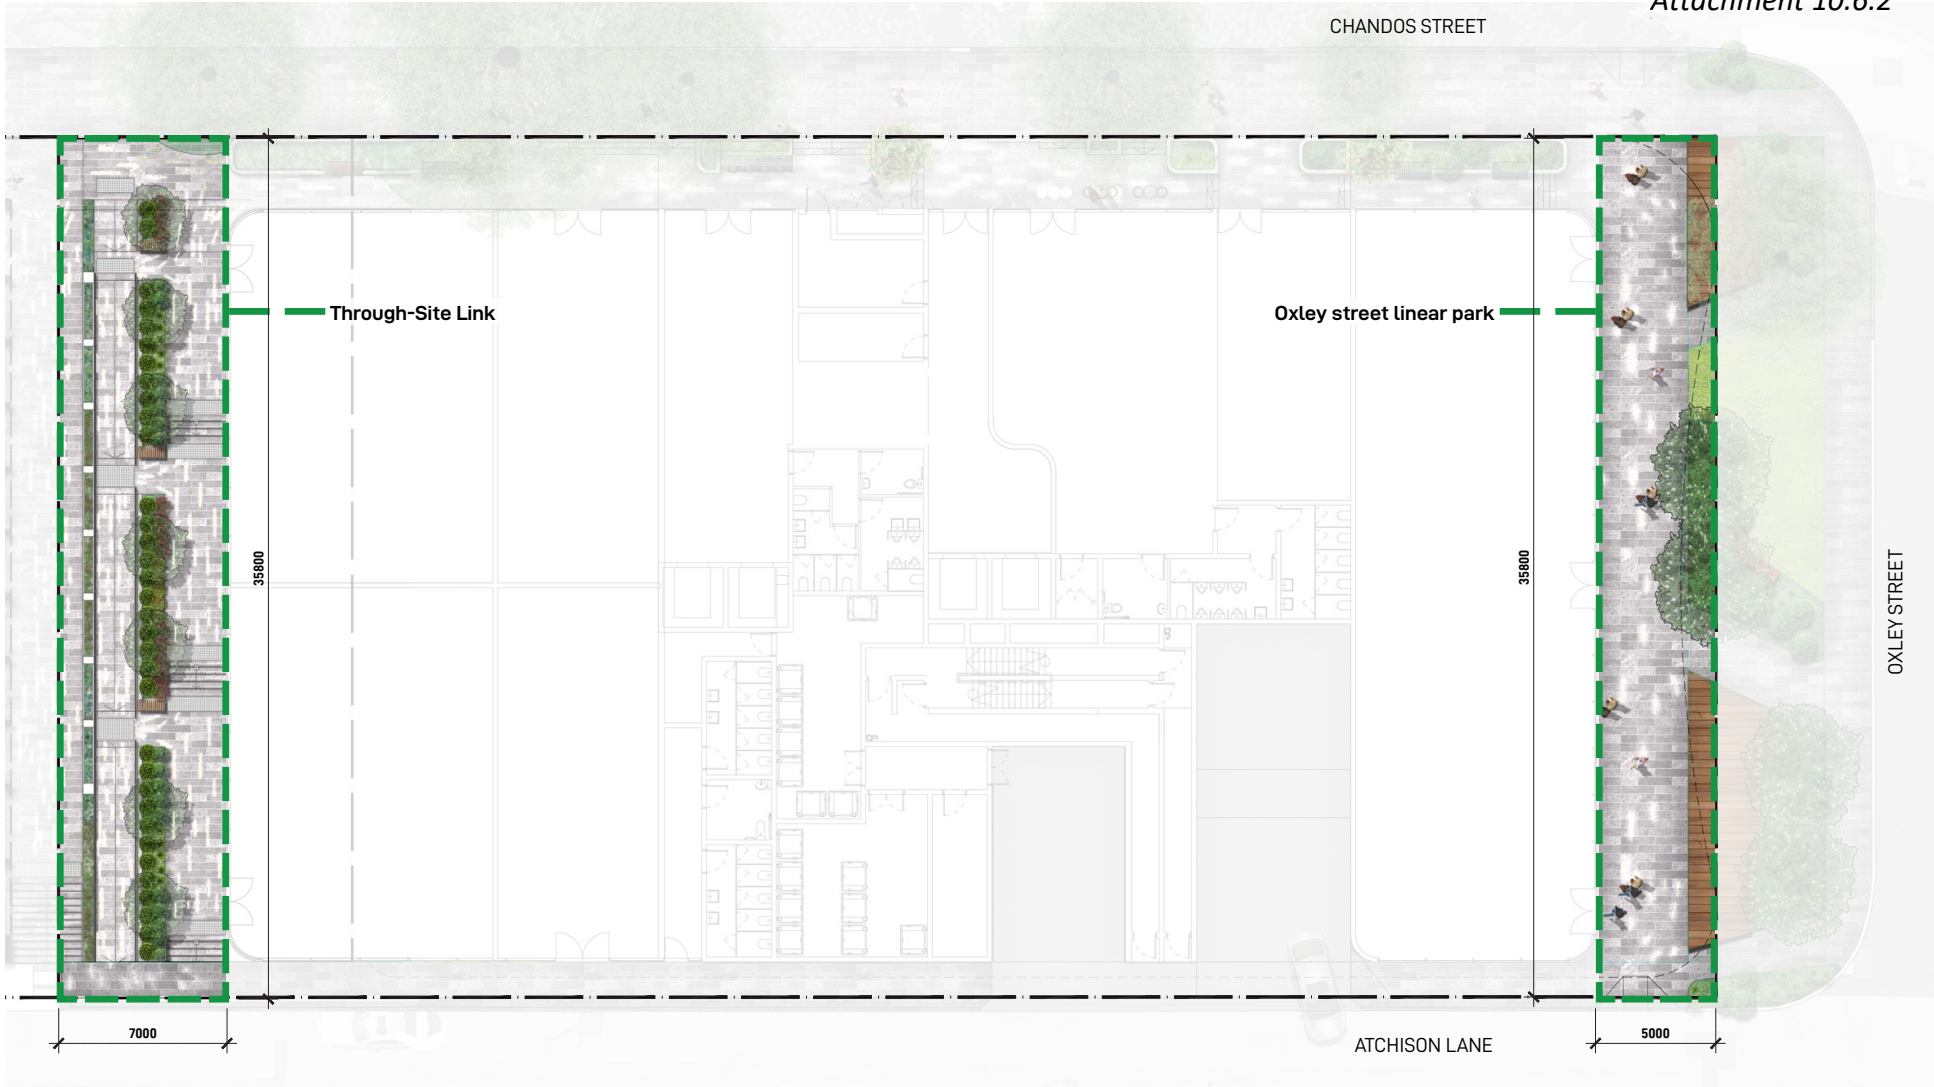 Attachment 10.6.2
CHANDOS STREET
Through-Site Link
Oxley street linear park
35800
35800
OXLEY STREET
7000
5000
ATCHISON LANE